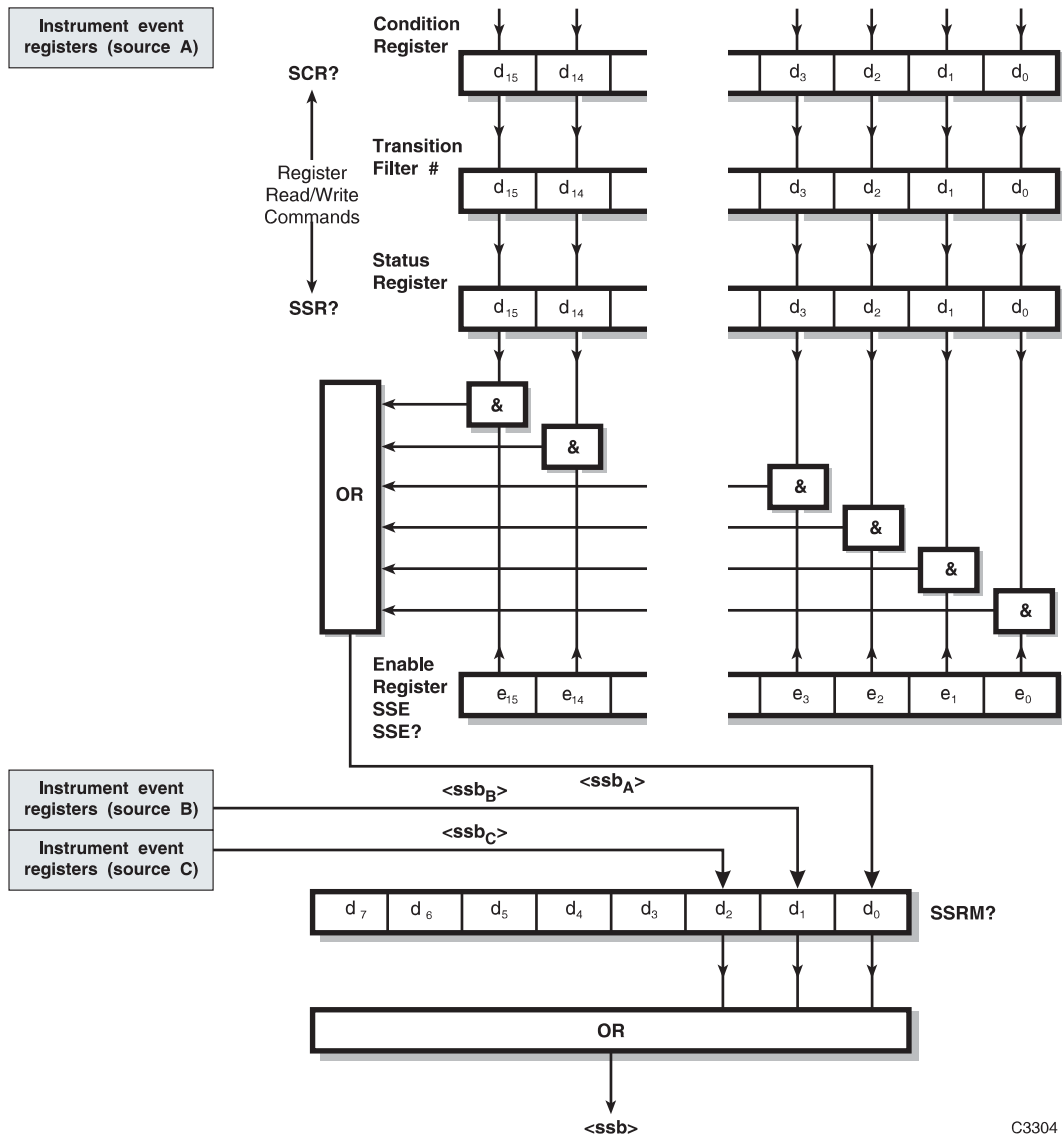 Instrument event
registers (source A)
Condition
Register
d15 d14 d3 d2 d1 d0
SCR?
Transition
Filter #
d15 d14 d3 d2 d1 d0
Register
Read/Write
Commands
Status
Register
SSR?
d15 d14 d3 d2 d1 d0
&
&
OR
&
&
&
&
Enable
Register
SSE
SSE?
e15 e14 e3 e2 e1 e0
<ssbA>
Instrument event
registers (source B)
<ssbB>
Instrument event
registers (source C)
<ssbC>
d7 d6 d5 d4 d3 d2 d1 d0
SSRM?
OR
<ssb>
C3304